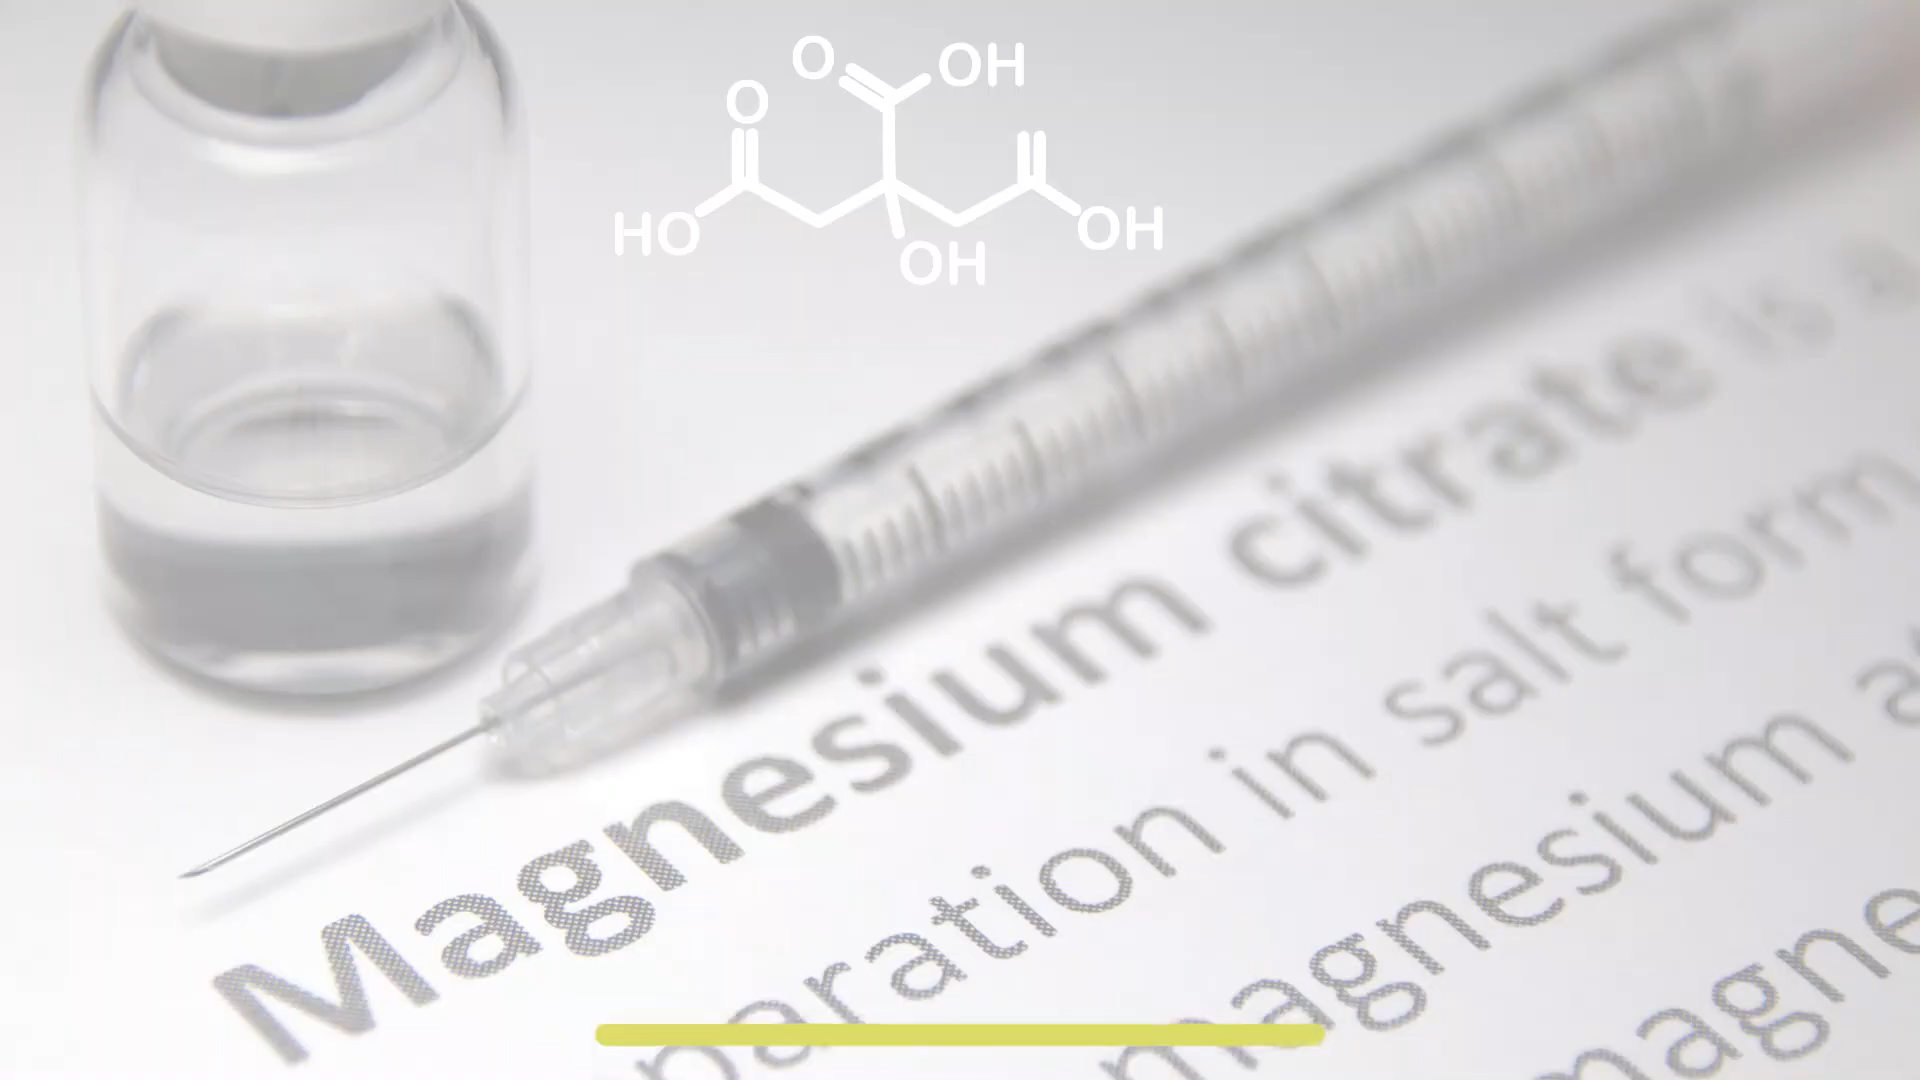 O OH
O
HO OH
OH
Magnesium citrate is a
paration in salt form
magnesium
magne